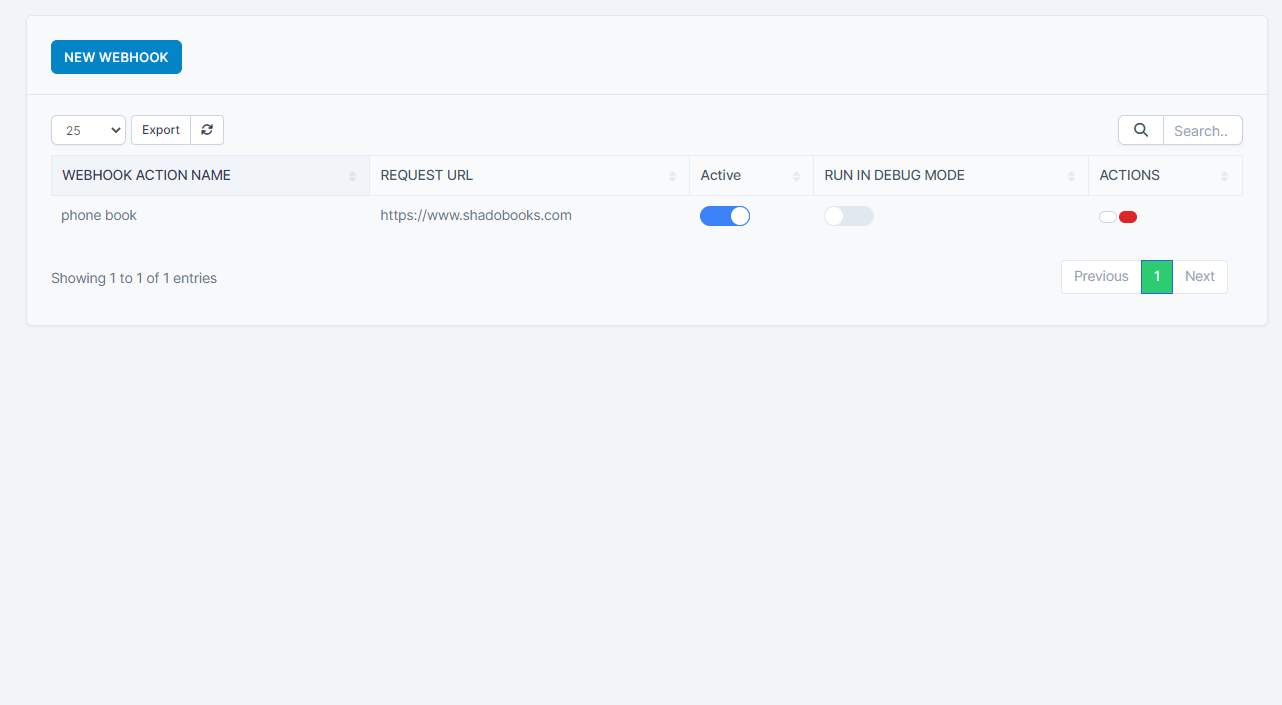 NEW WEBHOOK
25 Export Search..
WEBHOOK ACTION NAME REQUEST URL Active RUN IN DEBUG MODE ACTIONS
phone book https://www.shadobooks.com
Showing 1 to 1 of 1 entries Previous 1 Next